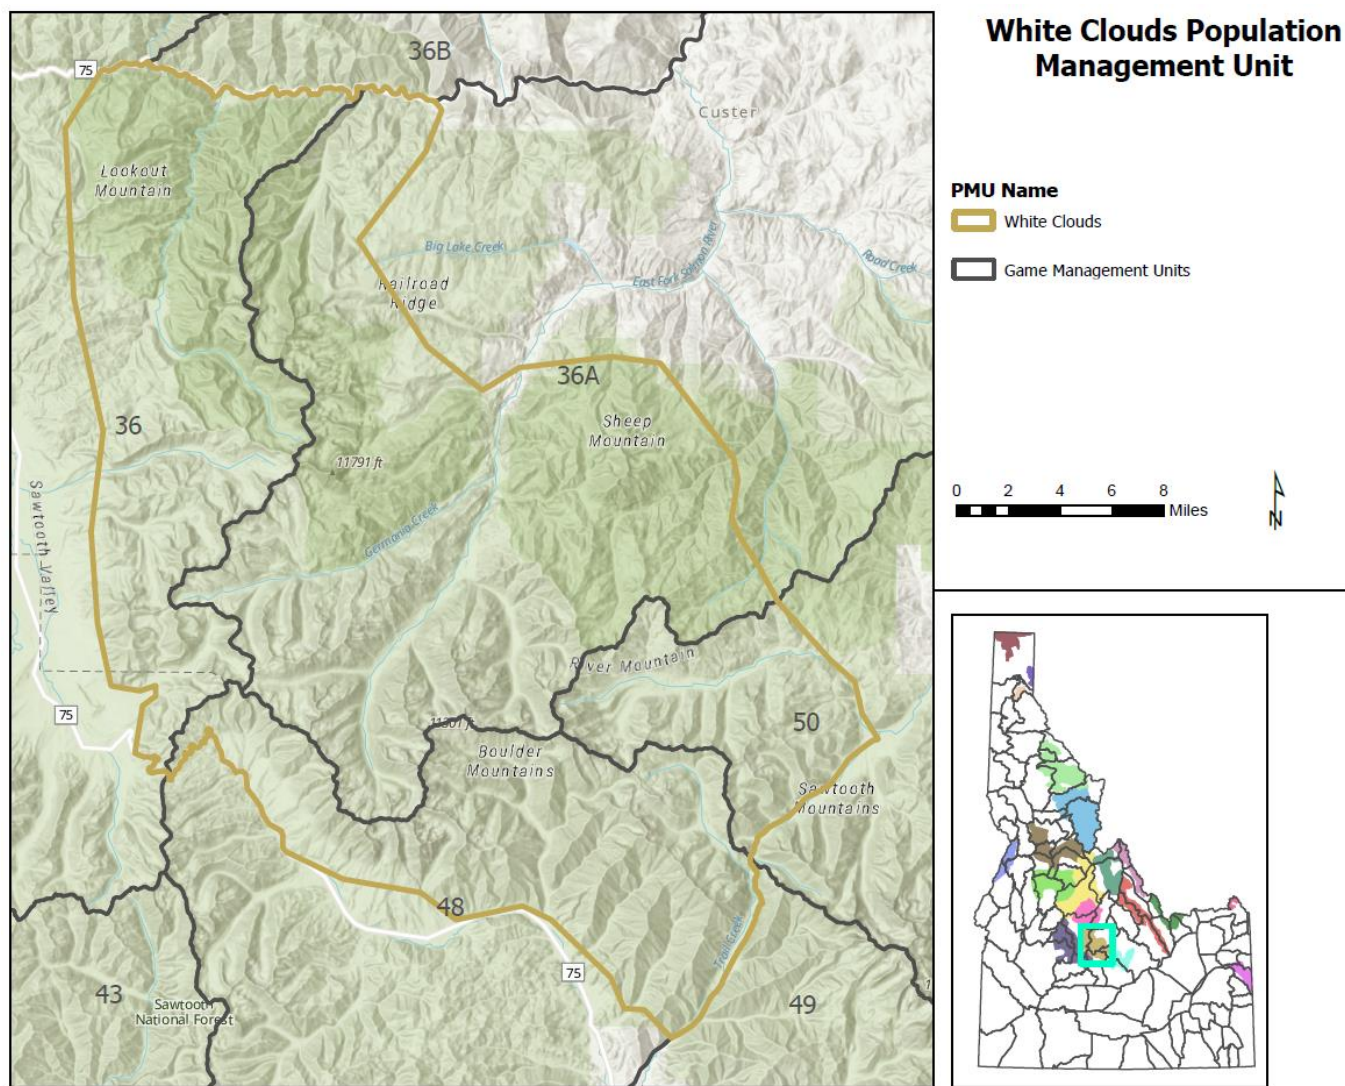 White Clouds Population
Management Unit
36B
75
Custer
Lookout
Mountain
Big Lake Creek
East Fork Salmon River
Road Creek
Railroad
Ridge
PMU Name
White Clouds
Game Management Units
36A
36
Sheep
Mountain
11791 ft
Sawtooth Valley
Germania Creek
0 2 4 6 8
Miles
N
River Mountain
75
50
Boulder
Mountains
Sawtooth
Mountains
48
Trail Creek
75
43
Sawtooth
National Forest
49